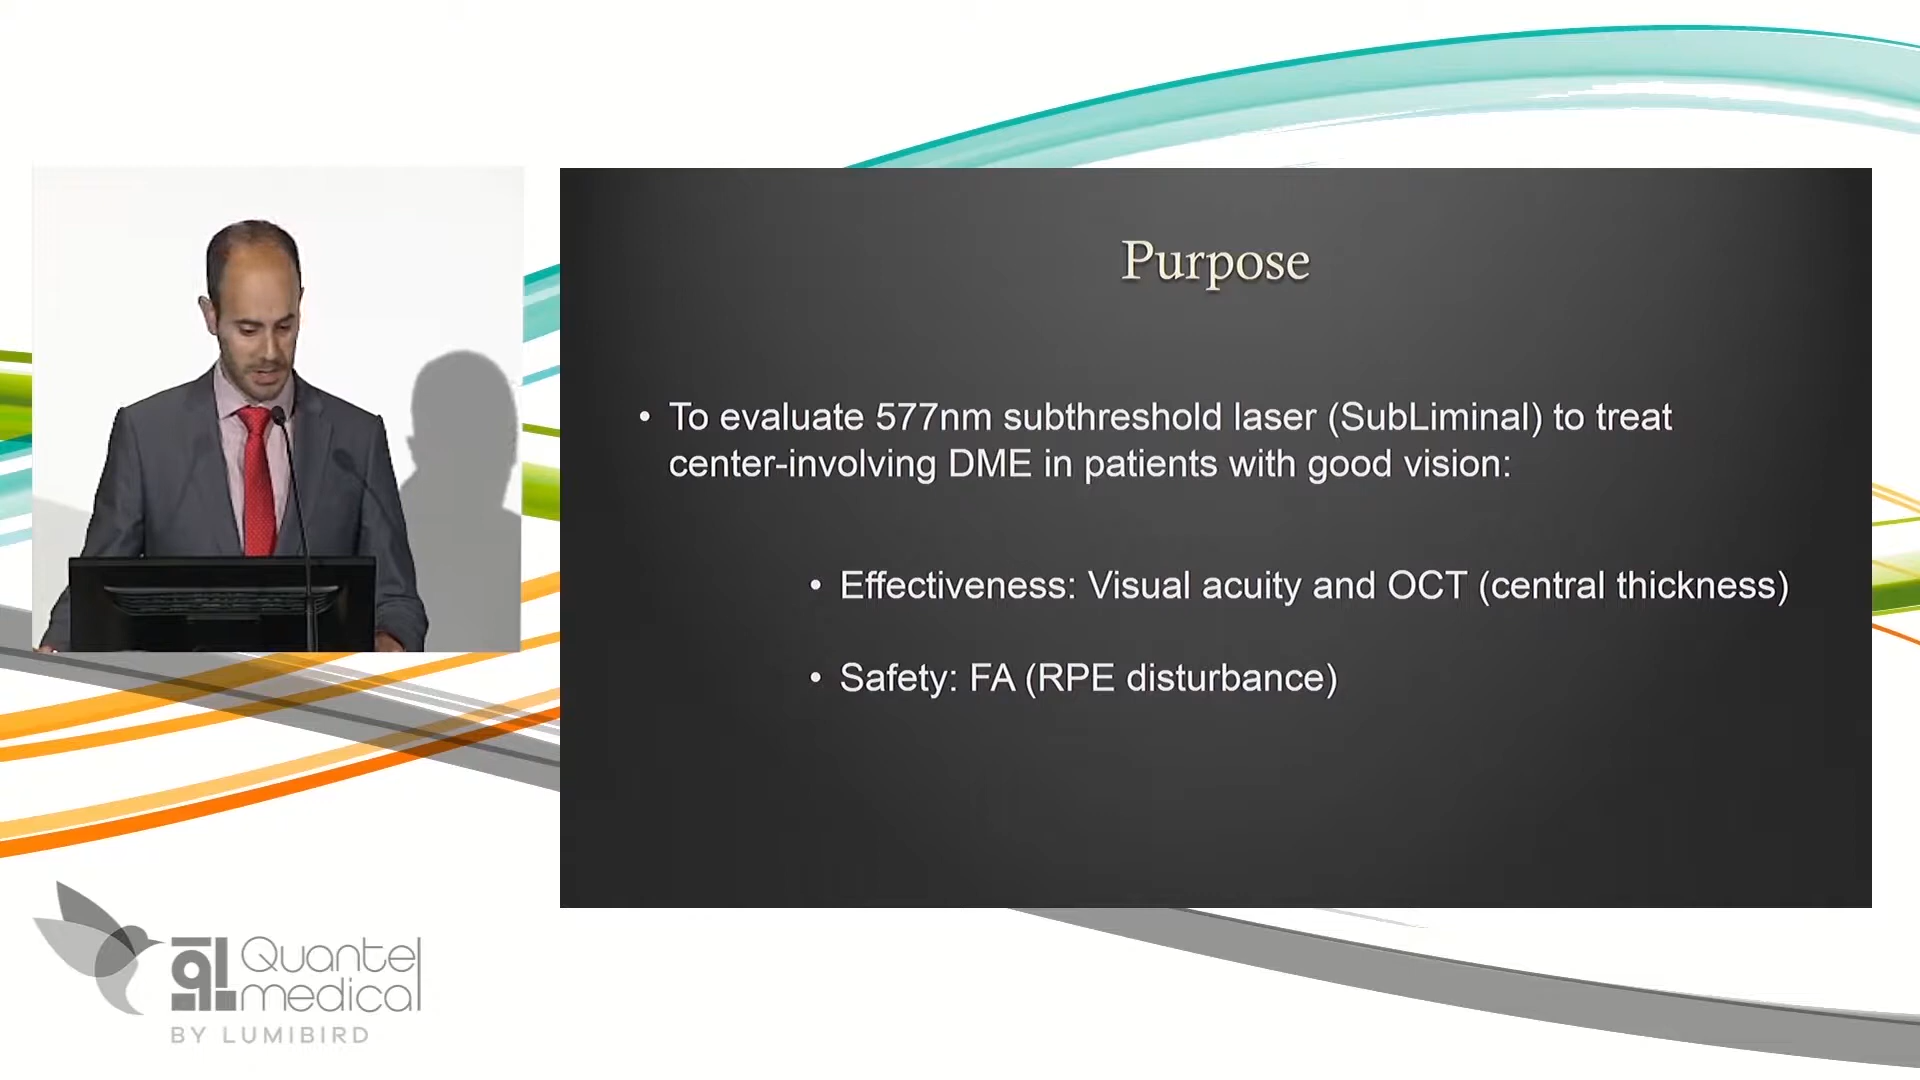 Purpose
• To evaluate 577nm subthreshold laser (SubLiminal) to treat
center-involving DME in patients with good vision:
• Effectiveness: Visual acuity and OCT (central thickness)
• Safety: FA (RPE disturbance)
Quantel
medical
BY LUMIBIRD